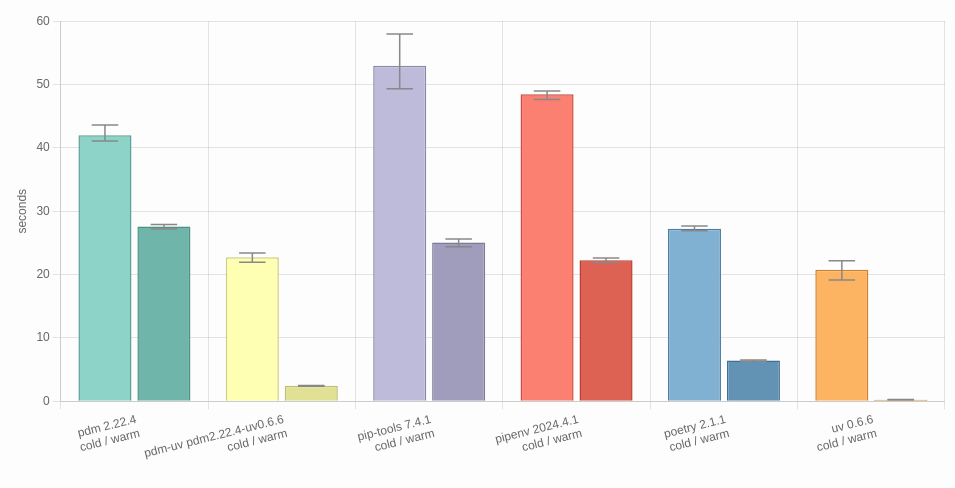 60
50
40
30
20
10
0
seconds
pdm 2.22.4
cold / warm
pdm-uv pdm2.22.4-uv0.6.6
cold / warm
pip-tools 7.4.1
cold / warm
pipenv 2024.4.1
cold / warm
poetry 2.1.1
cold / warm
uv 0.6.6
cold / warm